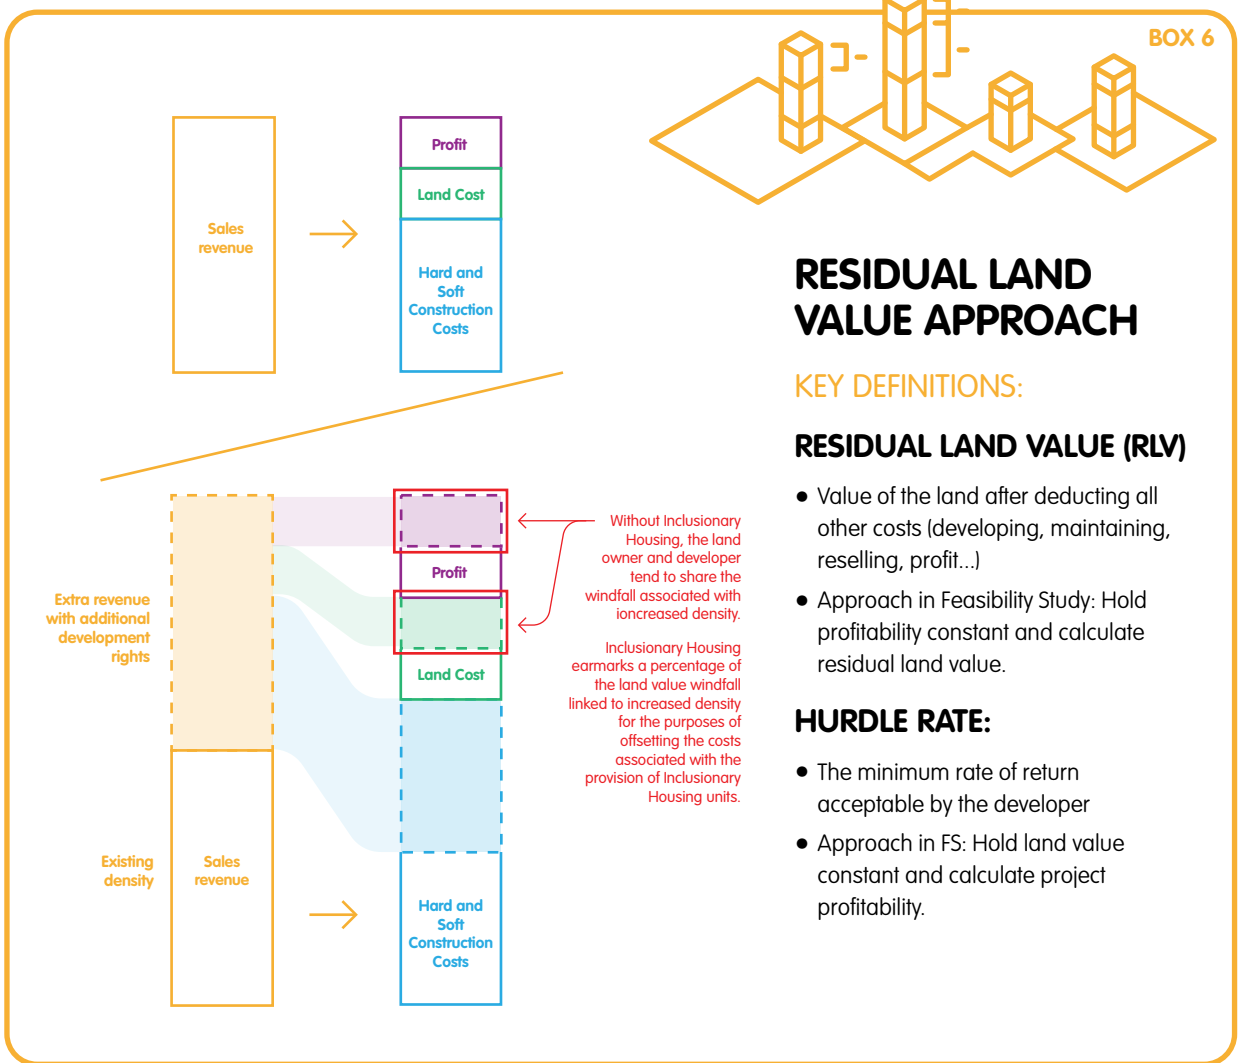 BOX 6
Profit
Land Cost
Sales
revenue
Hard and
Soft
Construction
Costs
Extra revenue
with additional
development
rights
Profit
Land Cost
Existing
density
Sales
revenue
Hard and
Soft
Construction
Costs
Without Inclusionary
Housing, the land
owner and developer
tend to share the
windfall associated with
ioncreased density.
Inclusionary Housing
earmarks a percentage of
the land value windfall
linked to increased density
for the purposes of
offsetting the costs
associated with the
provision of Inclusionary
Housing units.
RESIDUAL LAND
VALUE APPROACH
KEY DEFINITIONS:
RESIDUAL LAND VALUE (RLV)
• Value of the land after deducting all
other costs (developing, maintaining,
reselling, profit...)
• Approach in Feasibility Study: Hold
profitability constant and calculate
residual land value.
HURDLE RATE:
• The minimum rate of return
acceptable by the developer
• Approach in FS: Hold land value
constant and calculate project
profitability.